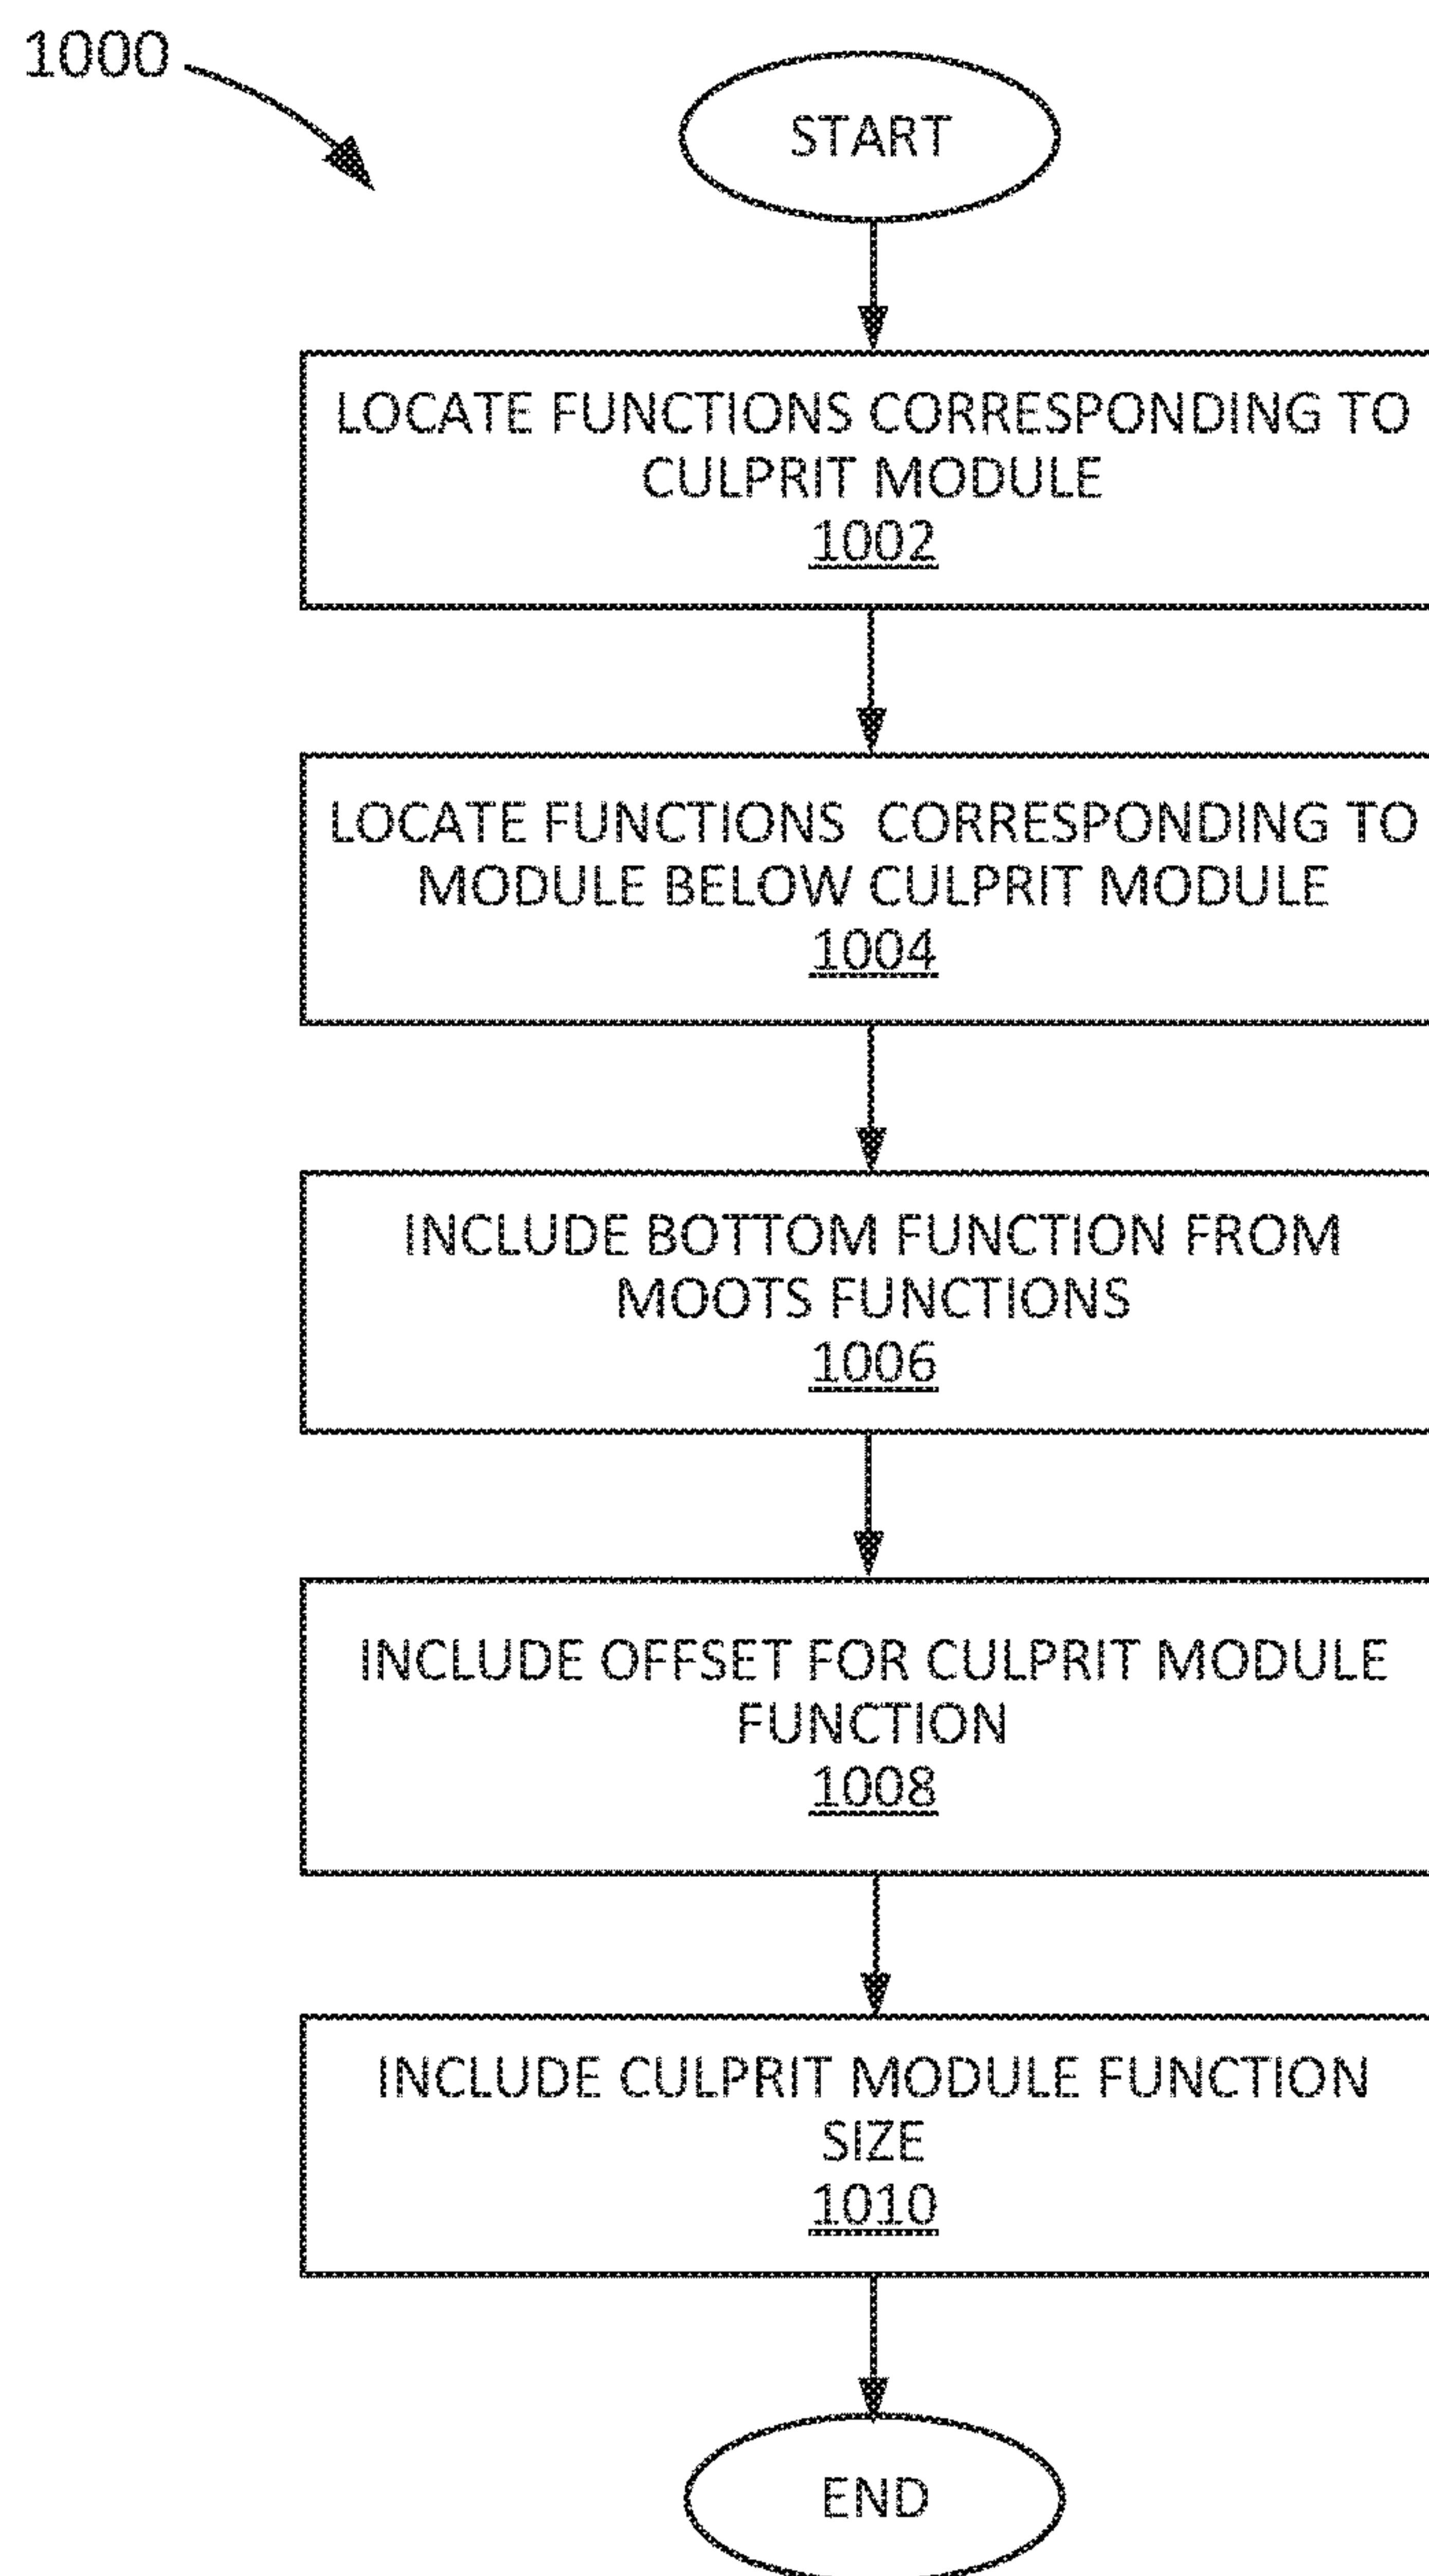 1000
START
LOCATE FUNCTIONS CORRESPONDING TO
CULPRIT MODULE
1002
LOCATE FUNCTIONS CORRESPONDING TO
MODULE BELOW CULPRIT MODULE
1004
INCLUDE BOTTOM FUNCTION FROM
MOOTS FUNCTIONS
1006
INCLUDE OFFSET FOR CULPRIT MODULE
FUNCTION
1008
INCLUDE CULPRIT MODULE FUNCTION
SIZE
1010
END